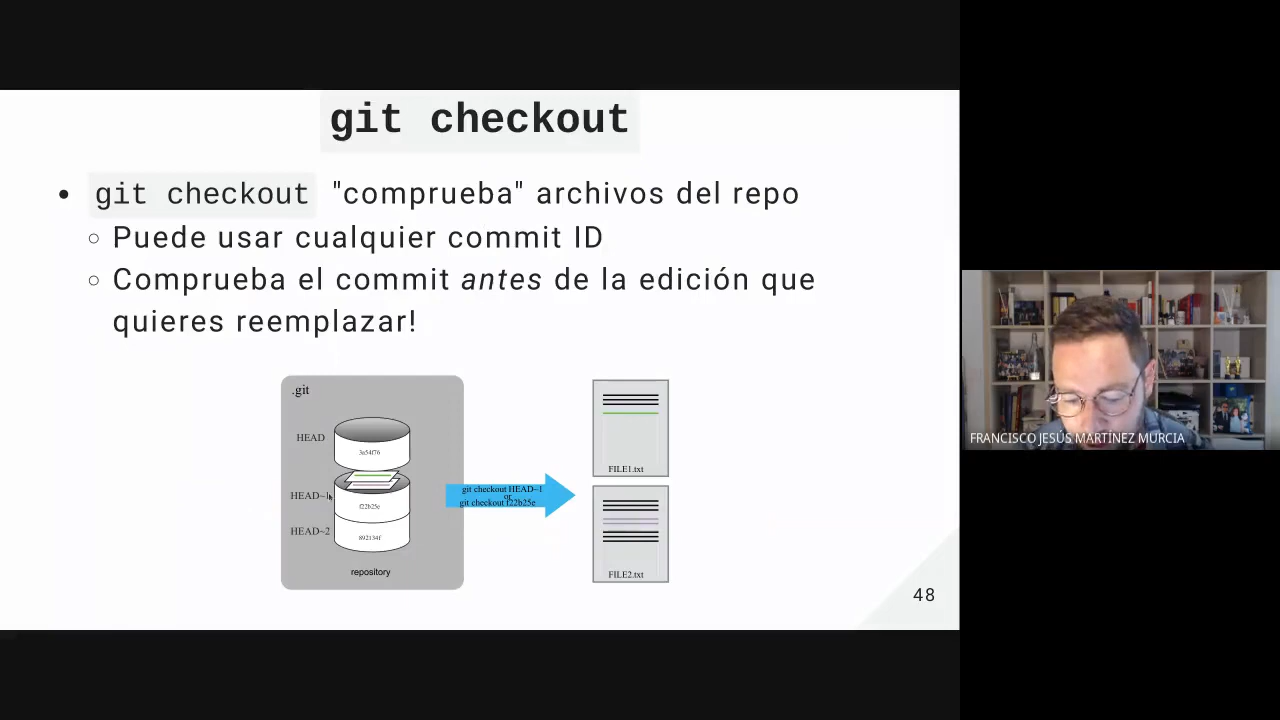 git checkout
git checkout "comprueba" archivos del repo
Puede usar cualquier commit ID
Comprueba el commit antes de la edición que
quieres reemplazar!
.git
HEAD
3a54f76
HEAD~1
f22b25e
HEAD~2
892134f
repository
git checkout HEAD~1
or
git checkout f22b25e
FILE1.txt
FILE2.txt
48
FRANCISCO JESÚS MARTÍNEZ MURCIA